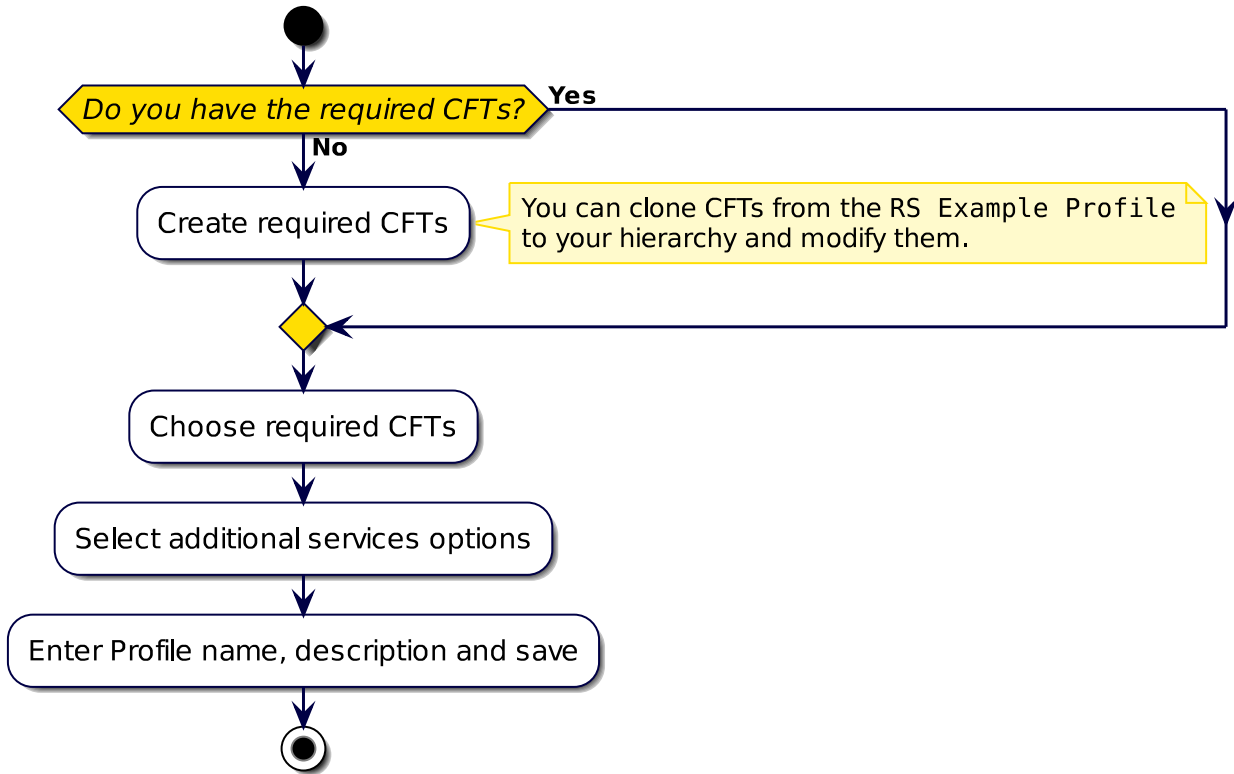 Do you have the required CFTs?
Yes
No
Create required CFTs
You can clone CFTs from the RS Example Profile
to your hierarchy and modify them.
Choose required CFTs
Select additional services options
Enter Profile name, description and save